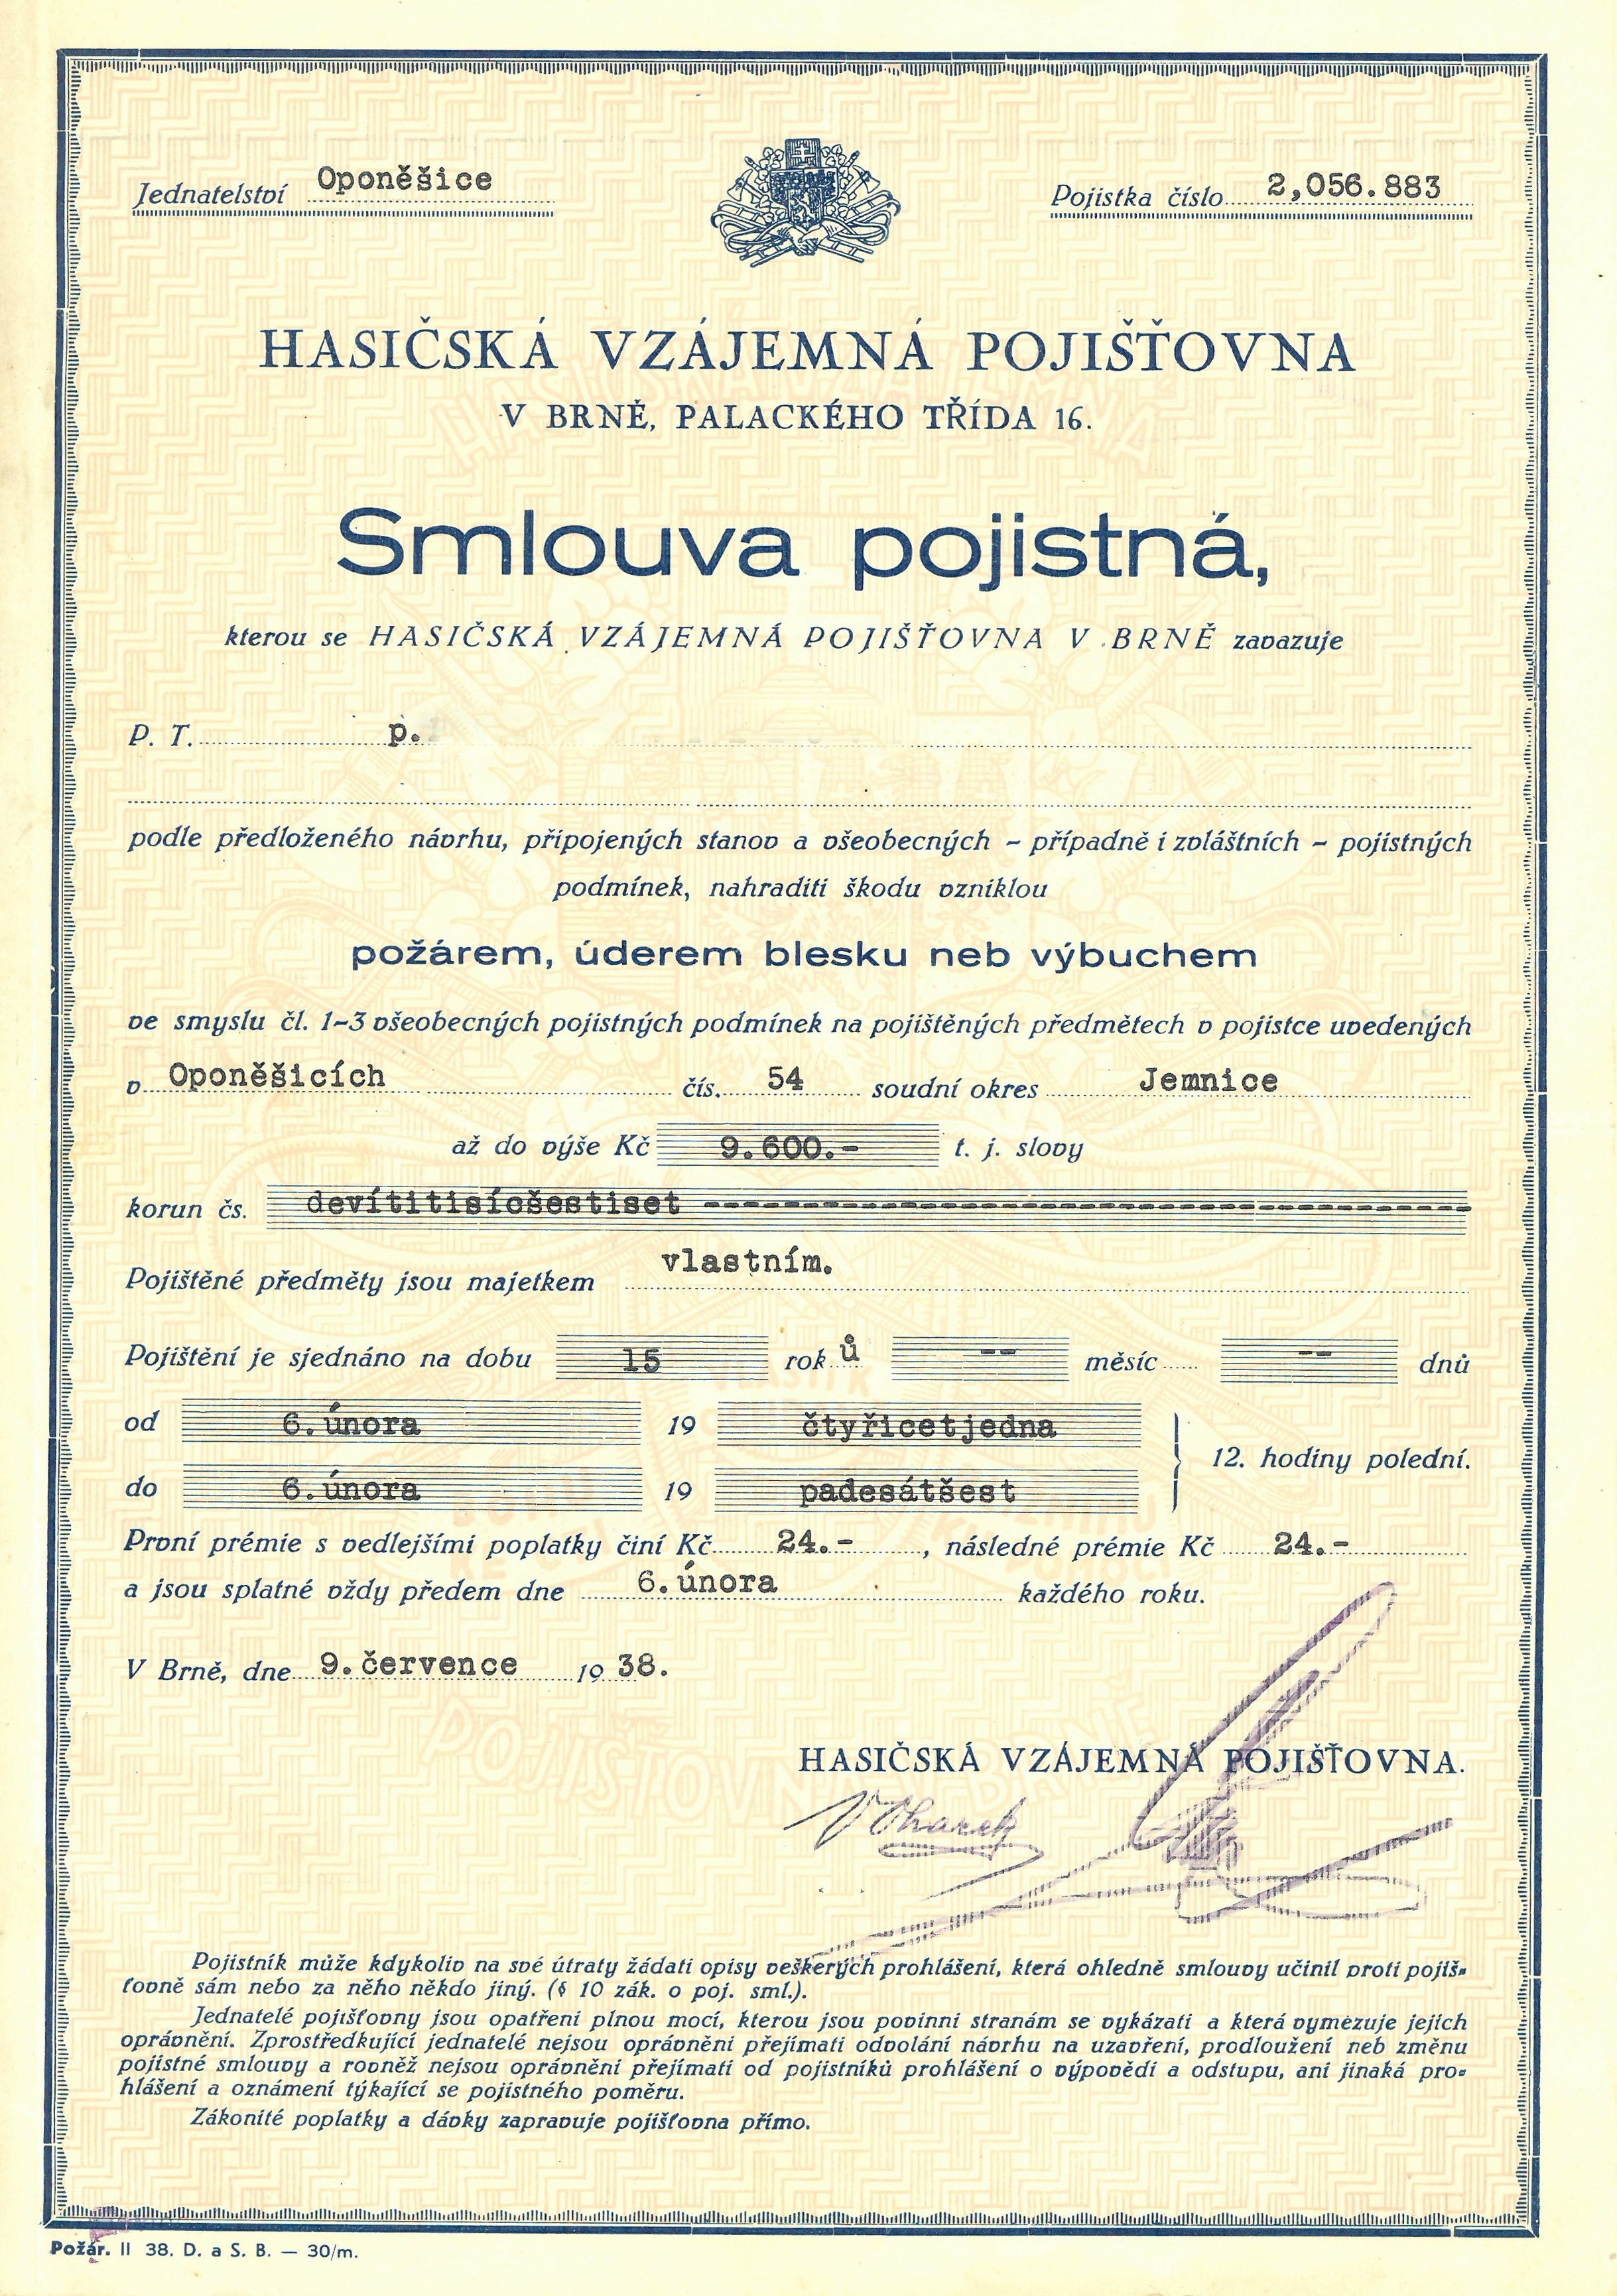 Jednatelství Oponěšice
Pojistka číslo 2,056.883
HASIČSKÁ VZÁJEMNÁ POJIŠŤOVNA
V BRNĚ, PALACKÉHO TŘÍDA 16.
Smlouva pojistná,
kterou se HASIČSKÁ VZÁJEMNÁ POJIŠŤOVNA V BRNĚ zavazuje
P. T. p.
podle předloženého návrhu, připojených stanov a všeobecných – případně i zvláštních – pojistných
podmínek, nahraditi škodu vzniklou
požárem, úderem blesku neb výbuchem
ve smyslu čl. 1–3 všeobecných pojistných podmínek na pojištěných předmětech v pojistce uvedených
v Oponěšicích čís. 54 soudní okres Jemnice
až do výše Kč 9.600.- t. j. slovy
korun čs. devítitisícšestiset ----------------------------
Pojištěné předměty jsou majetkem vlastním.
Pojištění je sjednáno na dobu 15 rok ů -- měsíc -- dnů
od 6. února 19 čtyřicetjedna
12. hodiny polední.
do 6. února 19 padesátšest
První prémie s vedlejšími poplatky činí Kč 24.- , následné prémie Kč 24.-
a jsou splatné vždy předem dne 6. února každého roku.
V Brně, dne 9. července 19 38.
HASIČSKÁ VZÁJEMNÁ POJIŠŤOVNA.
Pojistník může kdykoliv na své útraty žádati opisy veškerých prohlášení, která ohledně smlouvy učinil proti pojiš-
ťovně sám nebo za něho někdo jiný. (§ 10 zák. o poj. sml.).
Jednatelé pojišťovny jsou opatřeni plnou mocí, kterou jsou povinni stranám se vykázati a která vymezuje jejich
oprávnění. Zprostředkující jednatelé nejsou oprávněni přejímati odvolání návrhu na uzavření, prodloužení neb změnu
pojistné smlouvy a rovněž nejsou oprávněni přejímati od pojistníků prohlášení o výpovědi a odstupu, ani jinaká pro-
hlášení a oznámení týkající se pojistného poměru.
Zákonité poplatky a dávky zapravuje pojišťovna přímo.
Požár. II 38. D. a S. B. — 30/m.